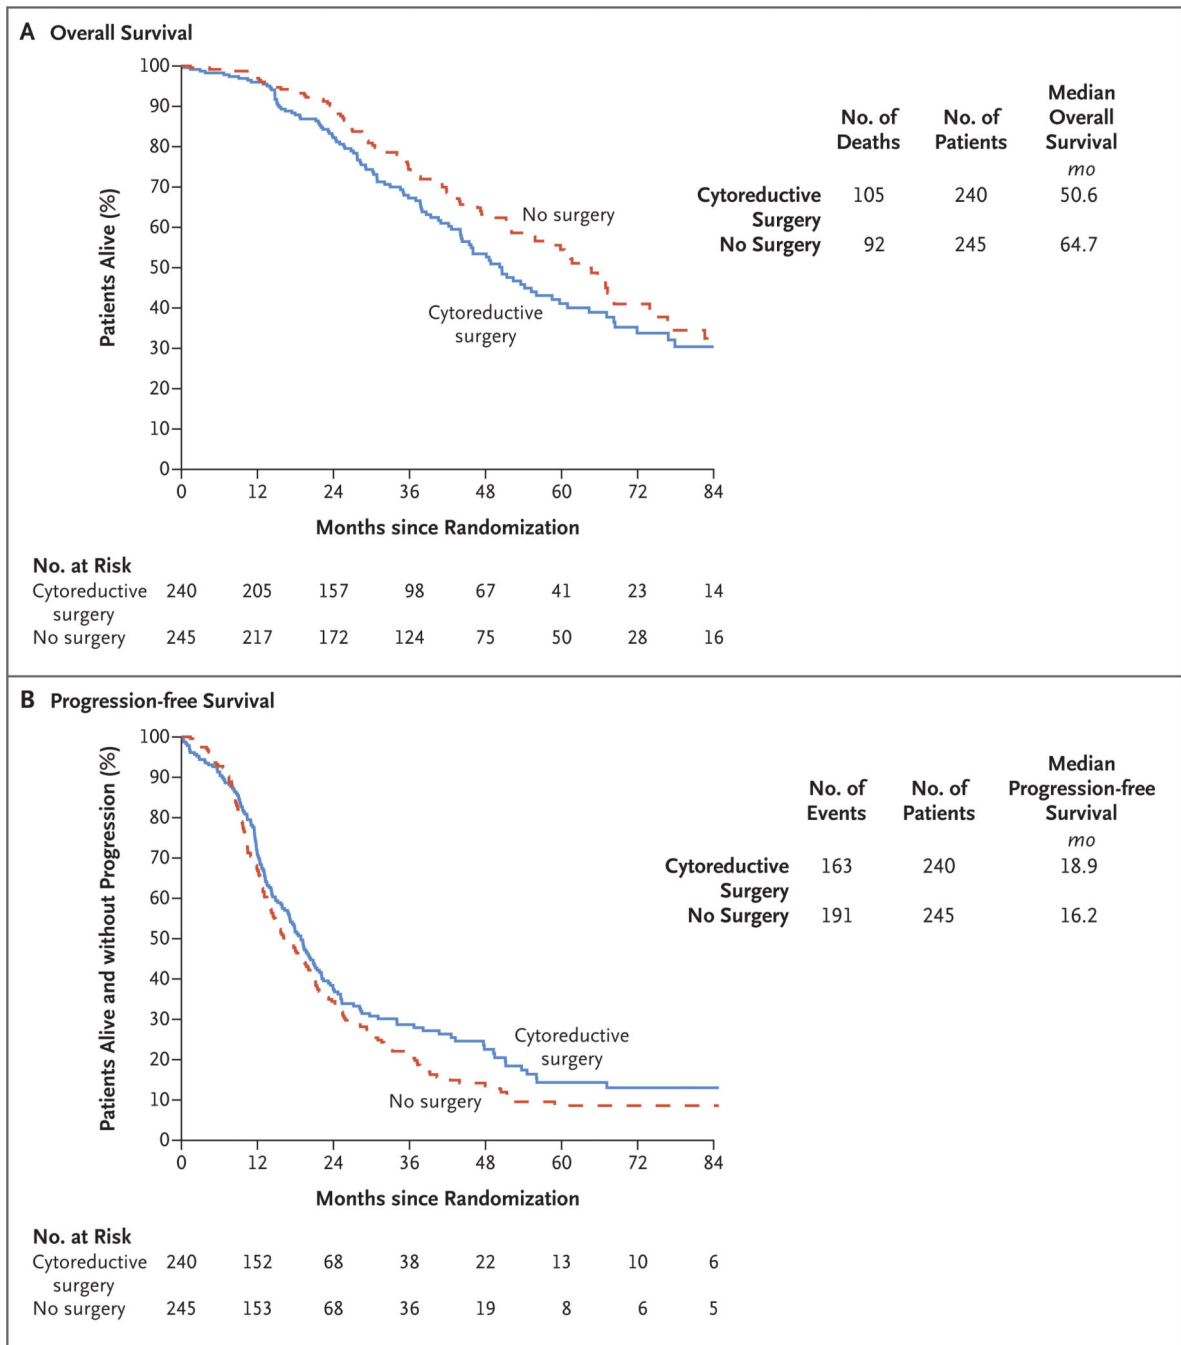 A Overall Survival
Patients Alive (%)
100
90
80
70
60
50
40
30
20
10
0
0 12 24 36 48 60 72 84
Months since Randomization
No surgery
Cytoreductive
surgery
No. of
Deaths
No. of
Patients
Median
Overall
Survival
mo
Cytoreductive
Surgery
105 240 50.6
No Surgery 92 245 64.7
No. at Risk
Cytoreductive
surgery
240 205 157 98 67 41 23 14
No surgery 245 217 172 124 75 50 28 16
B Progression-free Survival
Patients Alive and without Progression (%)
100
90
80
70
60
50
40
30
20
10
0
0 12 24 36 48 60 72 84
Months since Randomization
Cytoreductive
surgery
No surgery
No. of
Events
No. of
Patients
Median
Progression-free
Survival
mo
Cytoreductive
Surgery
163 240 18.9
No Surgery 191 245 16.2
No. at Risk
Cytoreductive
surgery
240 152 68 38 22 13 10 6
No surgery 245 153 68 36 19 8 6 5